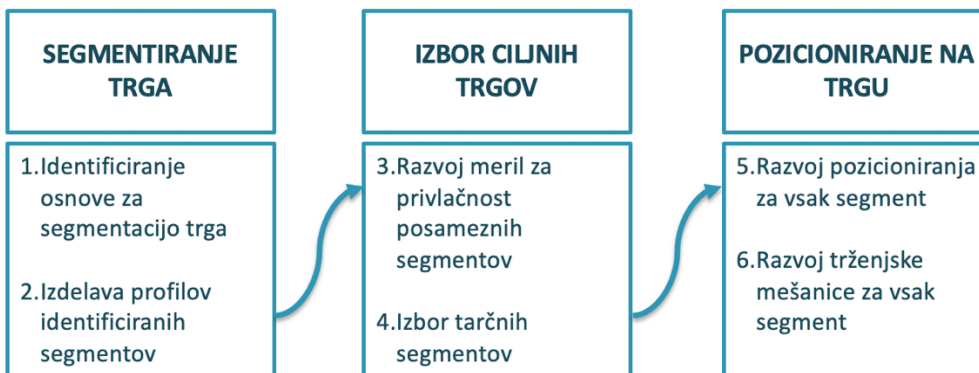 SEGMENTIRANJE
TRGA
1.Identificiranje
osnove za
segmentacijo trga
2.Izdelava profilov
identificiranih
segmentov
IZBOR CILJNIH
TRGOV
3.Razvoj meril za
privlačnost
posameznih
segmentov
4.Izbor tarčnih
segmentov
POZICIONIRANJE NA
TRGU
5.Razvoj pozicioniranja
za vsak segment
6.Razvoj trženjske
mešanice za vsak
segment